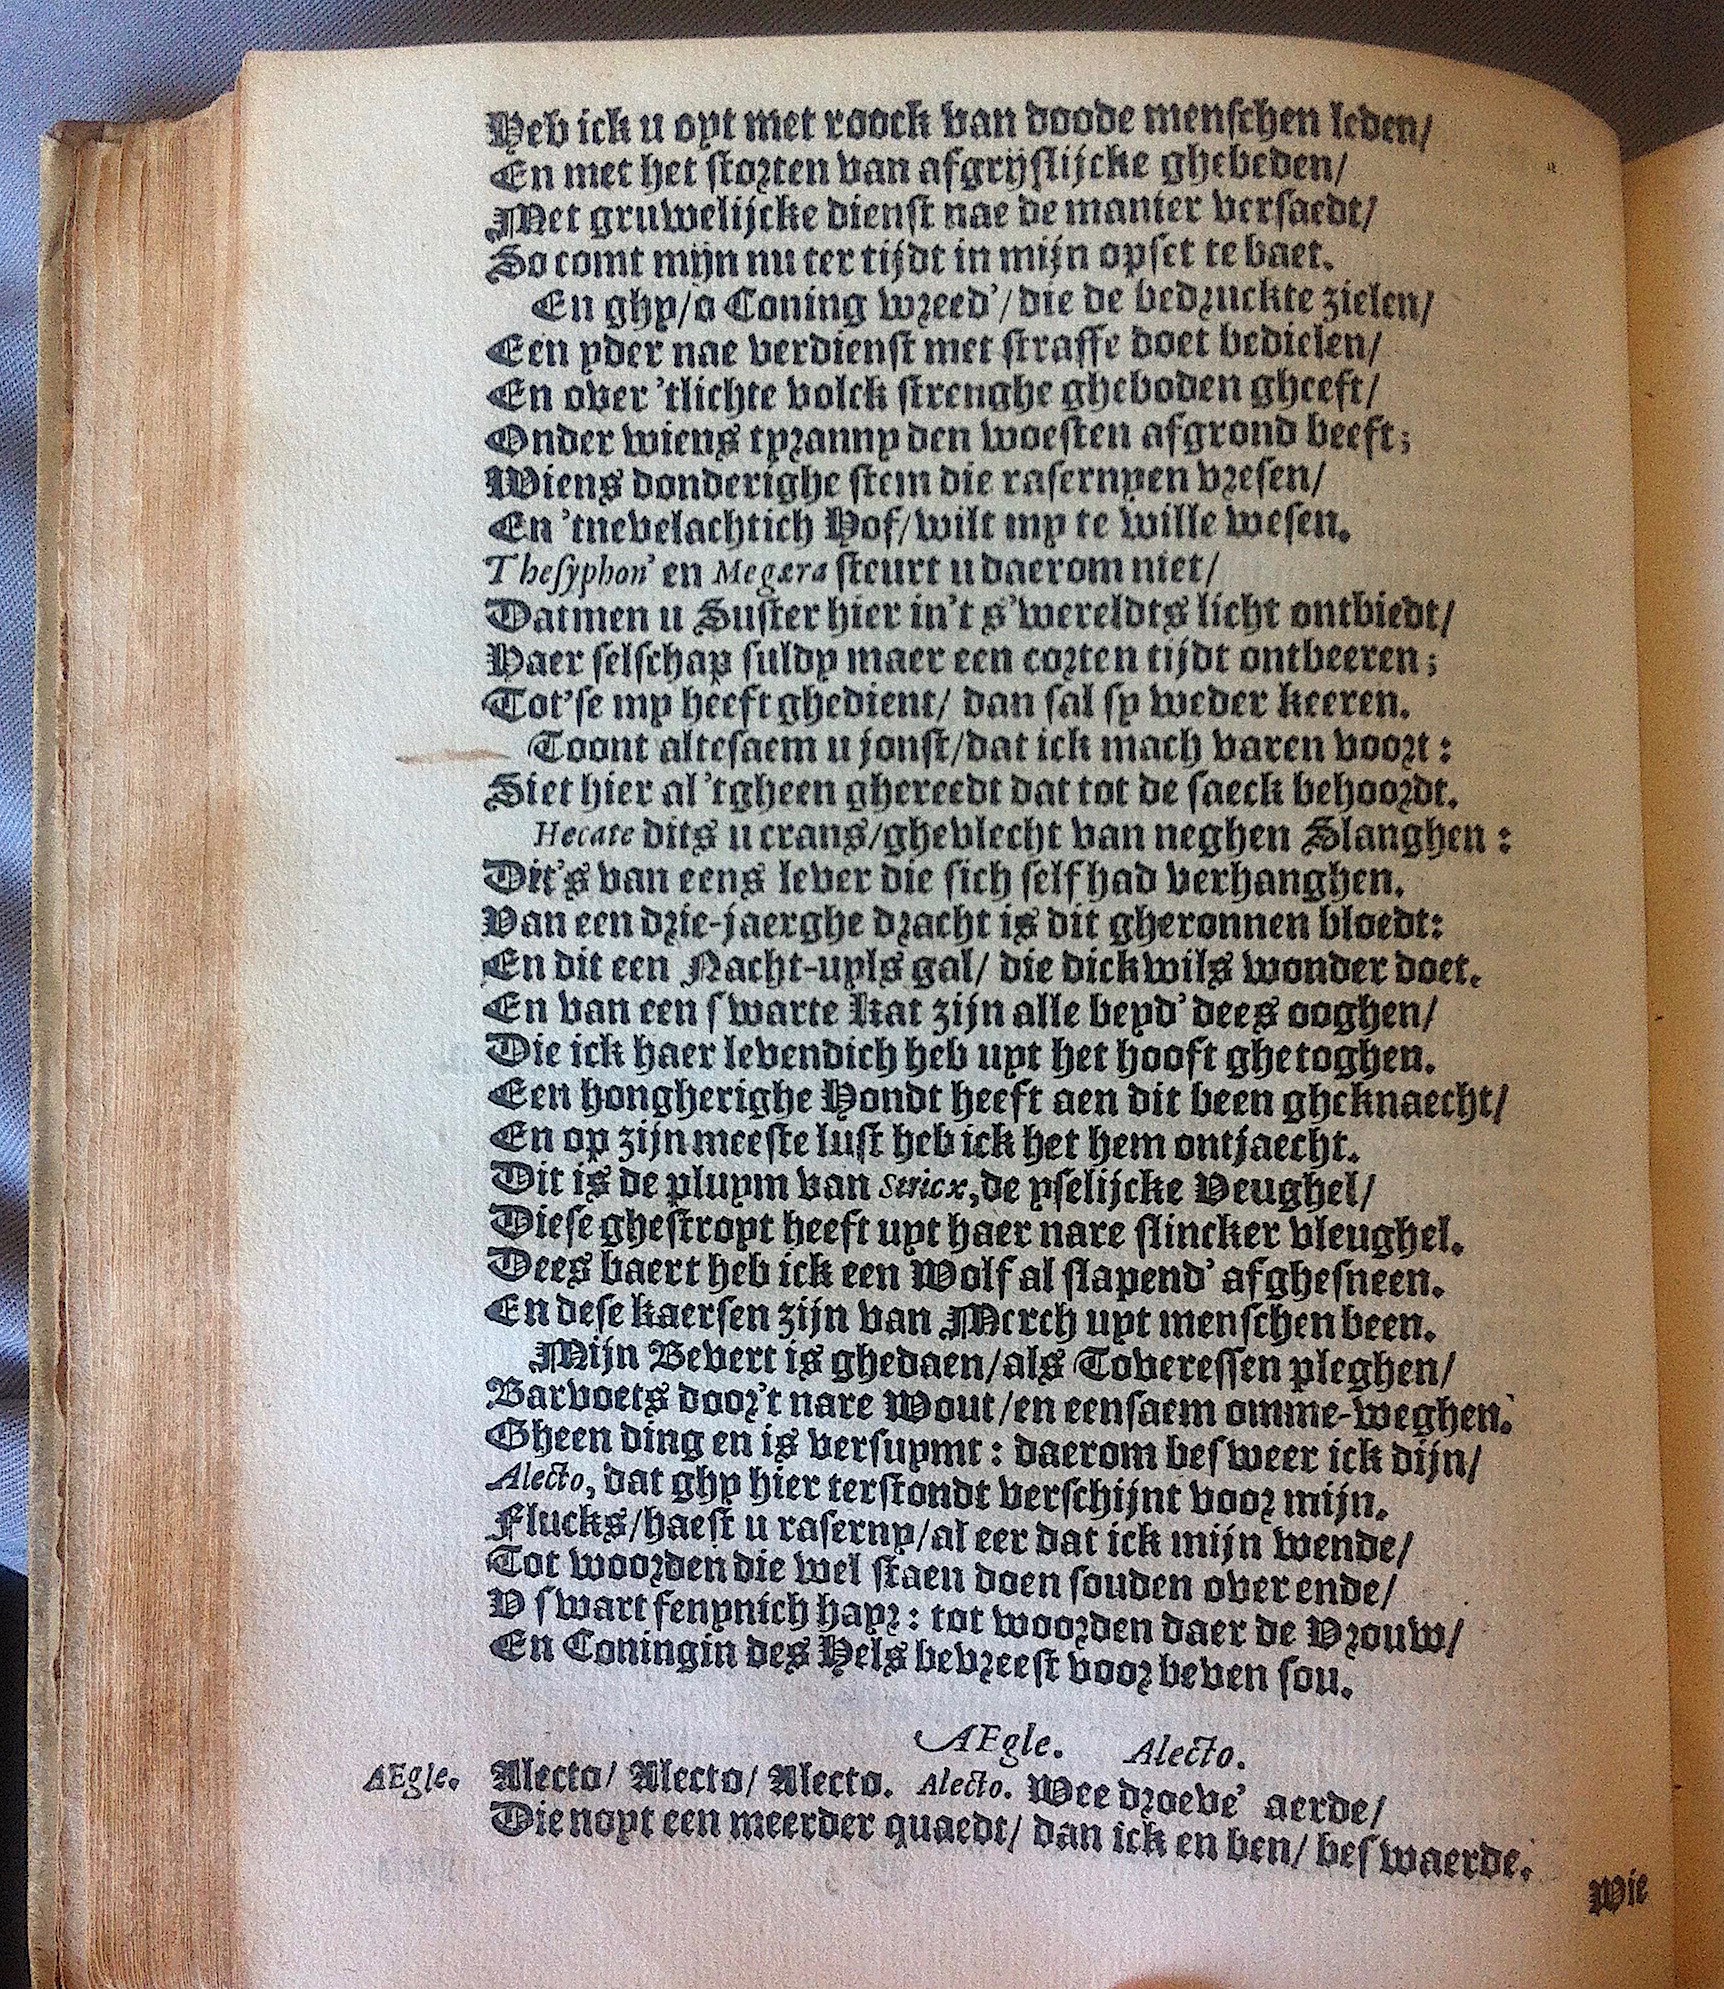 Heb ick u oyt met roock van doode menschen leden/
En met het storten van afgrijslijcke ghebeden/
Met gruwelijcke dienst nae de manier versaedt/
So comt mijn nu ter tijdt in mijn opset te baet.
En ghy/o Coning wreed'/die de bedruckte zielen/
Een yder nae verdienst met straffe doet bedielen/
En over 'tlichte volck strenghe gheboden gheeft/
Onder wiens tyranny den woesten afgrond beeft;
Wiens donderighe stem die rasernyen vresen/
En 'tnevelachtich Hof/wilt my te wille wesen.
Thesyphon' en Megæra steurt u daerom niet/
Datmen u Suster hier in't s'wereldts licht ontbiedt/
Haer selschap suldy maer een corten tijdt ontbeeren;
Tot'se my heeft ghedient/ dan sal sy weder keeren.
Toont altesaem u jonst/dat ick mach varen voort:
Siet hier al 'tgheen ghereedt dat tot de saeck behoordt.
Hecate dits u crans/ghevlecht van neghen Slanghen:
Dit's van eens lever die sich self had verhanghen.
Van een drie-jaerghe dracht is dit gheronnen bloedt:
En dit een Nacht-uyls gal/ die dickwils wonder doet.
En van een swarte Kat zijn alle beyd' dees ooghen/
Die ick haer levendich heb uyt het hooft ghetoghen.
Een hongherighe Hondt heeft aen dit been gheknaecht/
En op zijn meeste lust heb ick het hem ontjaecht.
Dit is de pluym van Stricx, de yselijcke Veughel/
Diese ghestropt heeft uyt haer nare slincker vleughel.
Dees baert heb ick een Wolf al slapend' afghesneen.
En dese kaersen zijn van Merch uyt menschen been.
Mijn Bevert is ghedaen/als Toveressen pleghen/
Barvoets door't nare Wout/en eensaem omme-weghen.
Gheen ding en is versuymt: daerom besweer ick dijn/
Alecto, dat ghy hier terstondt verschijnt voor mijn.
Flucks/haest u raserny/al eer dat ick mijn wende/
Tot woorden die wel staen doen souden over ende/
V swart fenynich hayr: tot woorden daer de Vrouw/
En Coningin des Hels bevreest voor beven sou.
AEgle. Alecto.
AEgle. Alecto/ Alecto/ Alecto. Alecto. Wee droeve' aerde/
Die noyt een meerder quaedt/ dan ick en ben/ beswaerde.
Wie